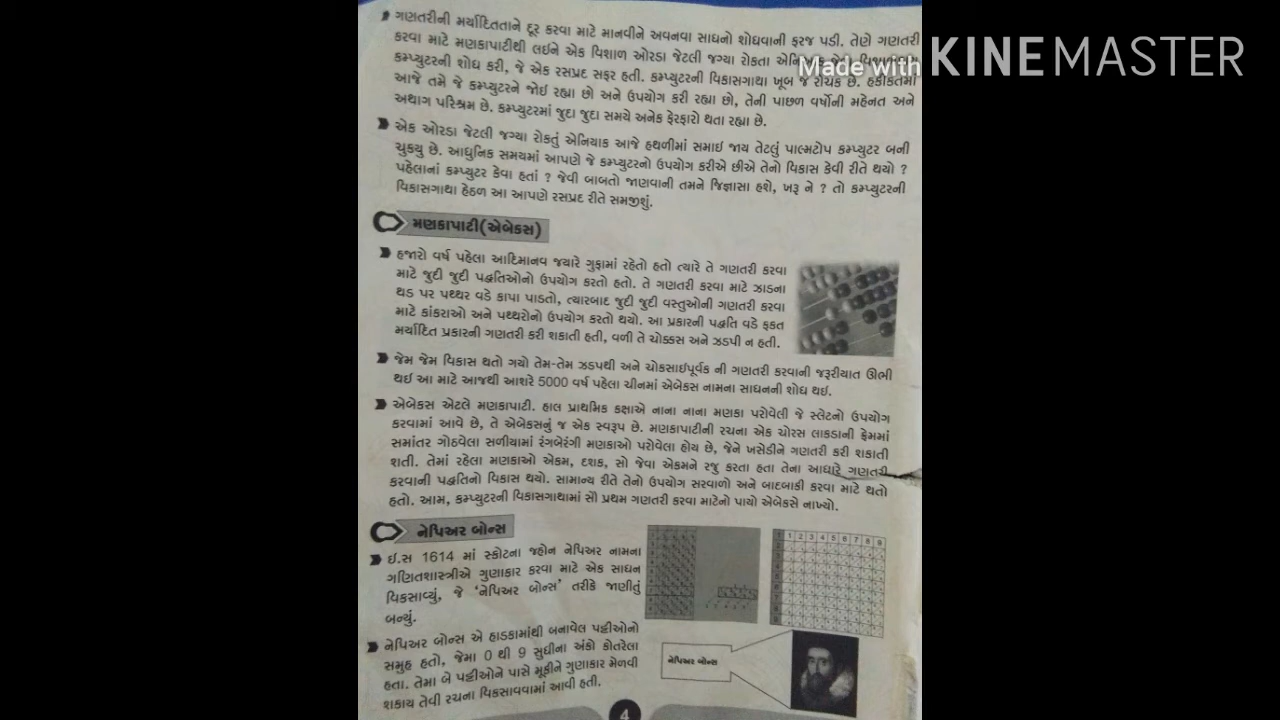 ગણતરીની મર્યાદિતતાને દૂર કરવા માટે માનવીને અવનવા સાધનો શોધવાની ફરજ પડી. તેણે ગણતરી
કરવા માટે મણકાપાટીથી લઈને એક વિશાળ ઓરડા જેટલી જગ્યા રોકતા
કમ્પ્યુટરની શોધ કરી, જે એક રસપ્રદ સફર હતી. કમ્પ્યુટરની વિકાસગાથા ખૂબ જ રોચક છે. હકીકતમાં
આજે તમે જે કમ્પ્યુટરને જોઈ રહ્યા છો અને ઉપયોગ કરી રહ્યા છો, તેની પાછળ વર્ષોની મહેનત અને
અથાગ પરિશ્રમ છે. કમ્પ્યુટરમાં જુદા જુદા સમયે અનેક ફેરફારો થતા રહ્યા છે.
Made with KINEMASTER
એક ઓરડા જેટલી જગ્યા રોકતું એનિયાક આજે હથળીમાં સમાઈ જાય તેટલું પાલ્મટોપ કમ્પ્યુટર બની
ચુક્યુ છે. આધુનિક સમયમાં આપણે જે કમ્પ્યુટરનો ઉપયોગ કરીએ છીએ તેનો વિકાસ કેવી રીતે થયો ?
પહેલાનાં કમ્પ્યુટર કેવા હતાં ? જેવી બાબતો જાણવાની તમને જિજ્ઞાસા હશે, ખરૂ ને ? તો કમ્પ્યુટરની
વિકાસગાથા હેઠળ આ આપણે રસપ્રદ રીતે સમજીશું.
મણકાપાટી(એબેકસ)
હજારો વર્ષ પહેલા આદિમાનવ જ્યારે ગુફામાં રહેતો હતો ત્યારે તે ગણતરી કરવા
માટે જુદી જુદી પદ્ધતિઓનો ઉપયોગ કરતો હતો. તે ગણતરી કરવા માટે ઝાડના
થડ પર પથ્થર વડે કાપા પાડતો, ત્યારબાદ જુદી જુદી વસ્તુઓની ગણતરી કરવા
માટે કાંકરાઓ અને પથ્થરોનો ઉપયોગ કરતો થયો. આ પ્રકારની પદ્ધતિ વડે ફકત
મર્યાદિત પ્રકારની ગણતરી કરી શકાતી હતી, વળી તે ચોક્કસ અને ઝડપી ન હતી.
જેમ જેમ વિકાસ થતો ગયો તેમ-તેમ ઝડપથી અને ચોકસાઈપૂર્વક ની ગણતરી કરવાની જરૂરીયાત ઊભી
થઈ આ માટે આજથી આશરે 5000 વર્ષ પહેલા ચીનમાં એબેકસ નામના સાધનની શોધ થઈ.
એબેકસ એટલે મણકાપાટી. હાલ પ્રાથમિક કક્ષાએ નાના નાના મણકા પરોવેલી જે સ્લેટનો ઉપયોગ
કરવામાં આવે છે, તે એબેકસનું જ એક સ્વરૂપ છે. મણકાપાટીની રચના એક ચોરસ લાકડાની ફ્રેમમાં
સમાંતર ગોઠવેલા સળીયામાં રંગબેરંગી મણકાઓ પરોવેલા હોય છે, જેને ખસેડીને ગણતરી કરી શકાતી
શતી. તેમાં રહેલા મણકાઓ એકમ, દશક, સો જેવા એકમને રજુ કરતા હતા તેના આધારે ગણતરી
કરવાની પદ્ધતિનો વિકાસ થયો. સામાન્ય રીતે તેનો ઉપયોગ સરવાળો અને બાદબાકી કરવા માટે થતો
હતો. આમ, કમ્પ્યુટરની વિકાસગાથામાં સૌ પ્રથમ ગણતરી કરવા માટેનો પાયો એબેકસે નાખ્યો.
નેપિઅર બોન્સ
ઈ.સ 1614 માં સ્કોટના જ્હોન નેપિઅર નામના
ગણિતશાસ્ત્રીએ ગુણાકાર કરવા માટે એક સાધન
વિકસાવ્યું, જે 'નેપિઅર બોન્સ' તરીકે જાણીતું
બન્યું.
નેપિઅર બોન્સ એ હાડકામાંથી બનાવેલ પટ્ટીઓનો
સમુહ હતો, જેમા 0 થી 9 સુધીના અંકો કોતરેલા
હતા. તેમા બે પટ્ટીઓને પાસે મૂકીને ગુણાકાર મેળવી
શકાય તેવી રચના વિકસાવવામાં આવી હતી.
1 2 3 4 5 6 7 8 9
નેપિઅર બોન્સ
4